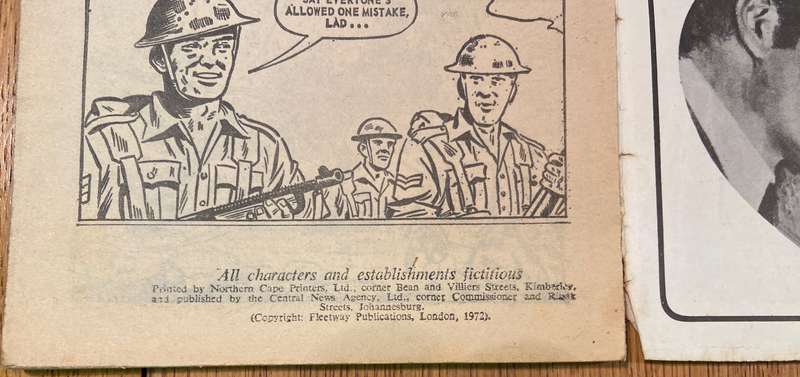 SAY EVERYONE'S
ALLOWED ONE MISTAKE,
LAD...
All characters and establishments fictitious
Printed by Northern Cape Printers, Ltd., corner Bean and Villiers Streets, Kimberley,
and published by the Central News Agency, Ltd., corner Commissioner and Rissik
Streets, Johannesburg.
(Copyright: Fleetway Publications, London, 1972).